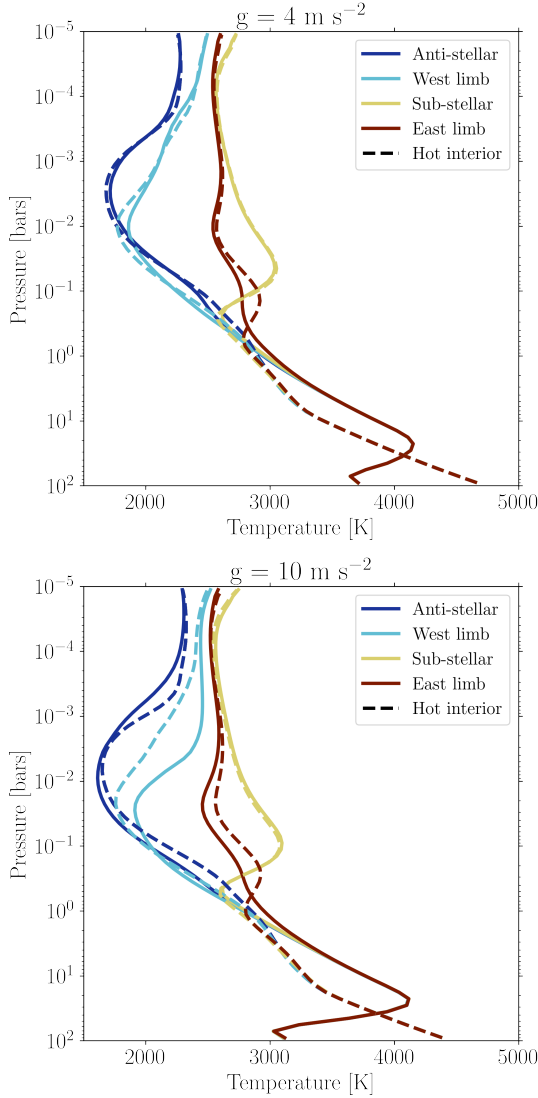 g = 4 m s⁻²
Pressure [bars]
10⁻⁵
10⁻⁴
10⁻³
10⁻²
10⁻¹
10⁰
10¹
10²
Anti-stellar
West limb
Sub-stellar
East limb
Hot interior
2000 3000 4000 5000
Temperature [K]
g = 10 m s⁻²
Pressure [bars]
10⁻⁵
10⁻⁴
10⁻³
10⁻²
10⁻¹
10⁰
10¹
10²
Anti-stellar
West limb
Sub-stellar
East limb
Hot interior
2000 3000 4000 5000
Temperature [K]